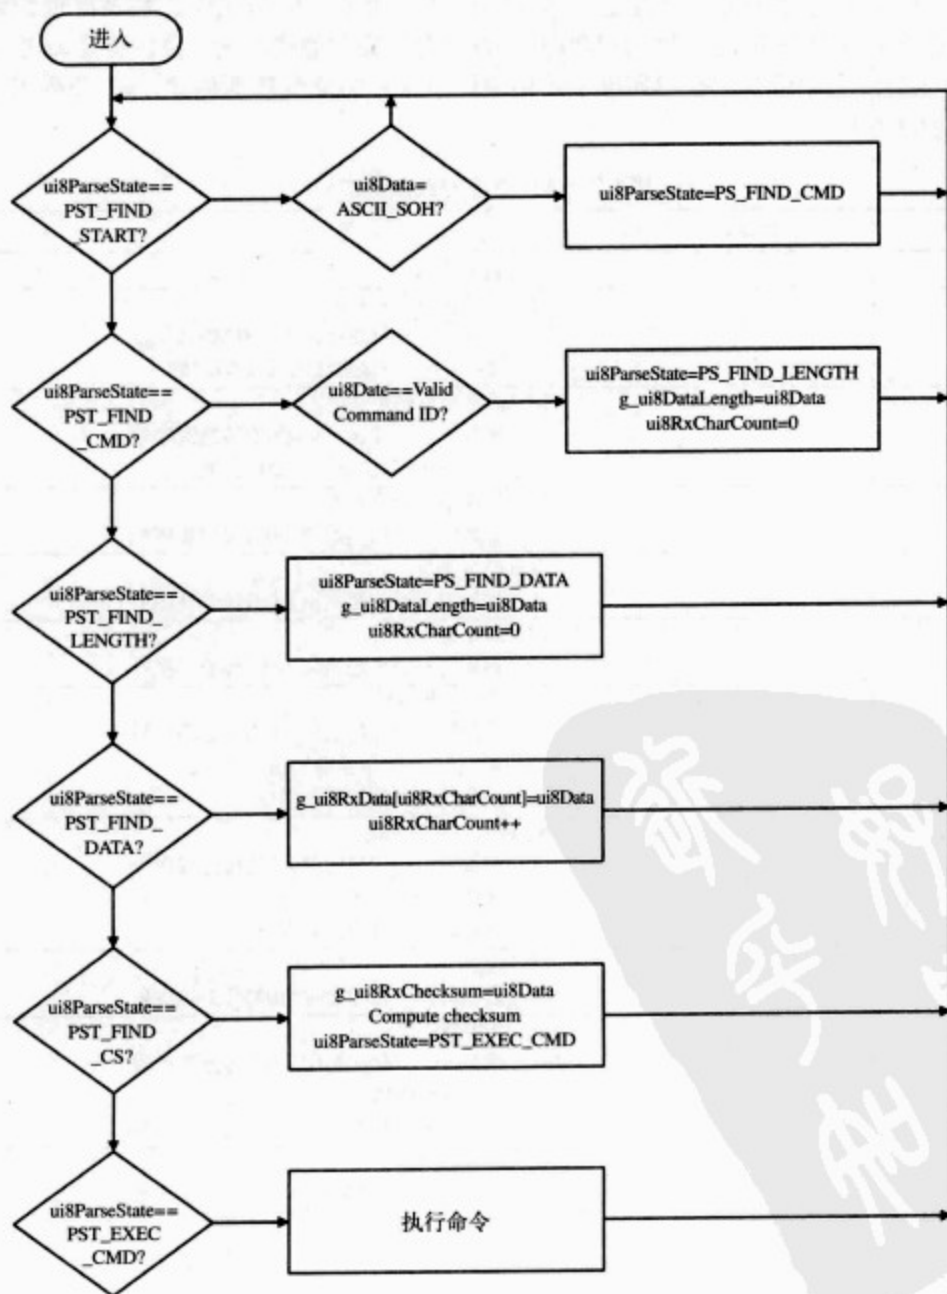 进入
ui8ParseState==
PST_FIND
_START?
ui8Data=
ASCII_SOH?
ui8ParseState=PS_FIND_CMD
ui8ParseState==
PST_FIND
_CMD?
ui8Date==Valid
Command ID?
ui8ParseState=PS_FIND_LENGTH
g_ui8DataLength=ui8Data
ui8RxCharCount=0
ui8ParseState==
PST_FIND_
LENGTH?
ui8ParseState=PS_FIND_DATA
g_ui8DataLength=ui8Data
ui8RxCharCount=0
ui8ParseState==
PST_FIND_
DATA?
g_ui8RxData[ui8RxCharCount]=ui8Data
ui8RxCharCount++
ui8ParseState==
PST_FIND
_CS?
g_ui8RxChecksum=ui8Data
Compute checksum
ui8ParseState=PST_EXEC_CMD
ui8ParseState==
PST_EXEC
_CMD?
执行命令